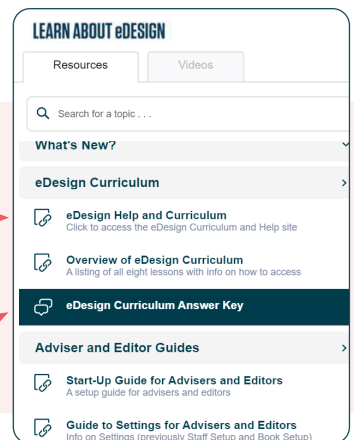 LEARN ABOUT eDESIGN
Resources Videos
Search for a topic . . .
What's New?
eDesign Curriculum
eDesign Help and Curriculum
Click to access the eDesign Curriculum and Help site
Overview of eDesign Curriculum
A listing of all eight lessons with info on how to access
eDesign Curriculum Answer Key
Adviser and Editor Guides
Start-Up Guide for Advisers and Editors
A setup guide for advisers and editors
Guide to Settings for Advisers and Editors
Info on Settings (previously Staff Setup and Book Setup)